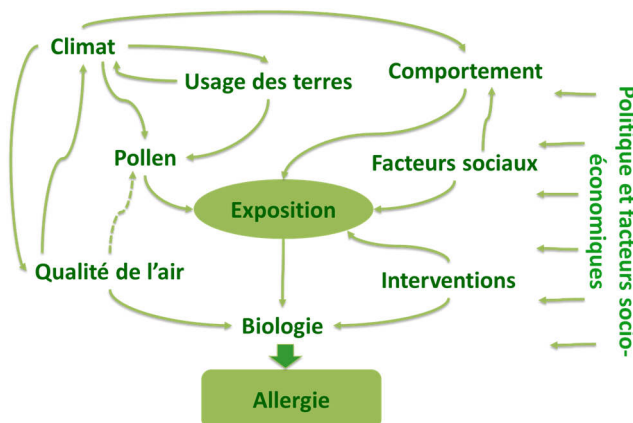 Climat
Usage des terres
Comportement
Pollen
Facteurs sociaux
Exposition
Qualité de l’air
Interventions
Biologie
Allergie
Politique et facteurs socio-
économiques